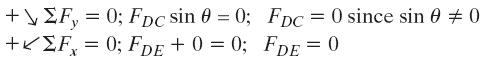 +↘ ΣF_y = 0; F_DC sin θ = 0; F_DC = 0 since sin θ ≠ 0
+↙ ΣF_x = 0; F_DE + 0 = 0; F_DE = 0